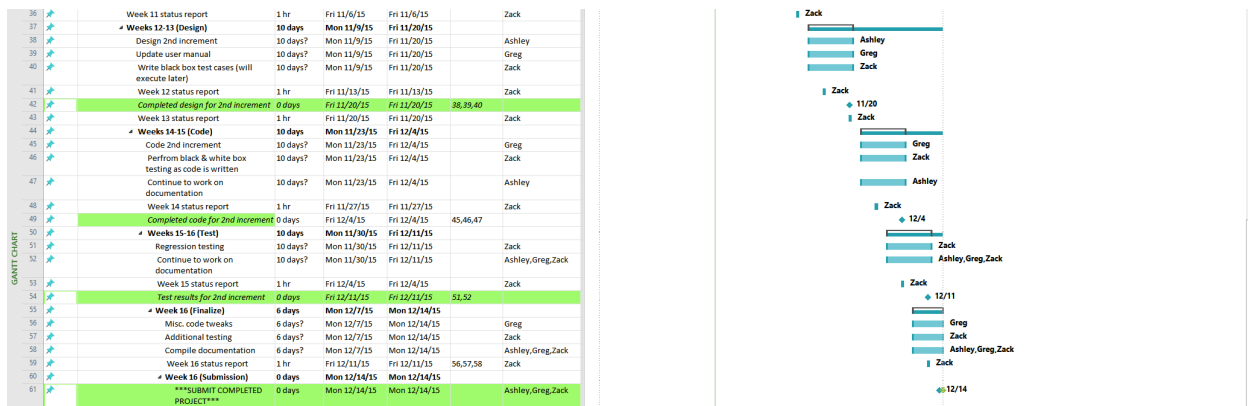 36 Week 11 status report 1 hr Fri 11/6/15 Fri 11/6/15 Zack Zack
37 Weeks 12-13 (Design) 10 days Mon 11/9/15 Fri 11/20/15
38 Design 2nd increment 10 days? Mon 11/9/15 Fri 11/20/15 Ashley Ashley
39 Update user manual 10 days? Mon 11/9/15 Fri 11/20/15 Greg Greg
40 Write black box test cases (will 10 days? Mon 11/9/15 Fri 11/20/15 Zack Zack
execute later)
41 Week 12 status report 1 hr Fri 11/13/15 Fri 11/13/15 Zack Zack
42 Completed design for 2nd increment 0 days Fri 11/20/15 Fri 11/20/15 38,39,40 11/20
43 Week 13 status report 1 hr Fri 11/20/15 Fri 11/20/15 Zack Zack
44 Weeks 14-15 (Code) 10 days Mon 11/23/15 Fri 12/4/15
45 Code 2nd increment 10 days? Mon 11/23/15 Fri 12/4/15 Greg Greg
46 Perfrom black & white box 10 days? Mon 11/23/15 Fri 12/4/15 Zack Zack
testing as code is written
47 Continue to work on 10 days? Mon 11/23/15 Fri 12/4/15 Ashley Ashley
documentation
48 Week 14 status report 1 hr Fri 11/27/15 Fri 11/27/15 Zack Zack
49 Completed code for 2nd increment 0 days Fri 12/4/15 Fri 12/4/15 45,46,47 12/4
50 Weeks 15-16 (Test) 10 days Mon 11/30/15 Fri 12/11/15
51 Regression testing 10 days? Mon 11/30/15 Fri 12/11/15 Zack Zack
52 Continue to work on 10 days? Mon 11/30/15 Fri 12/11/15 Ashley,Greg,Zack Ashley,Greg,Zack
documentation
53 Week 15 status report 1 hr Fri 12/4/15 Fri 12/4/15 Zack Zack
54 Test results for 2nd increment 0 days Fri 12/11/15 Fri 12/11/15 51,52 12/11
55 Week 16 (Finalize) 6 days Mon 12/7/15 Mon 12/14/15
56 Misc. code tweaks 6 days? Mon 12/7/15 Mon 12/14/15 Greg Greg
57 Additional testing 6 days? Mon 12/7/15 Mon 12/14/15 Zack Zack
58 Compile documentation 6 days? Mon 12/7/15 Mon 12/14/15 Ashley,Greg,Zack Ashley,Greg,Zack
59 Week 16 status report 1 hr Fri 12/11/15 Fri 12/11/15 56,57,58 Zack Zack
60 Week 16 (Submission) 0 days Mon 12/14/15 Mon 12/14/15
61 ***SUBMIT COMPLETED 0 days Mon 12/14/15 Mon 12/14/15 Ashley,Greg,Zack 12/14
PROJECT***
GANTT CHART